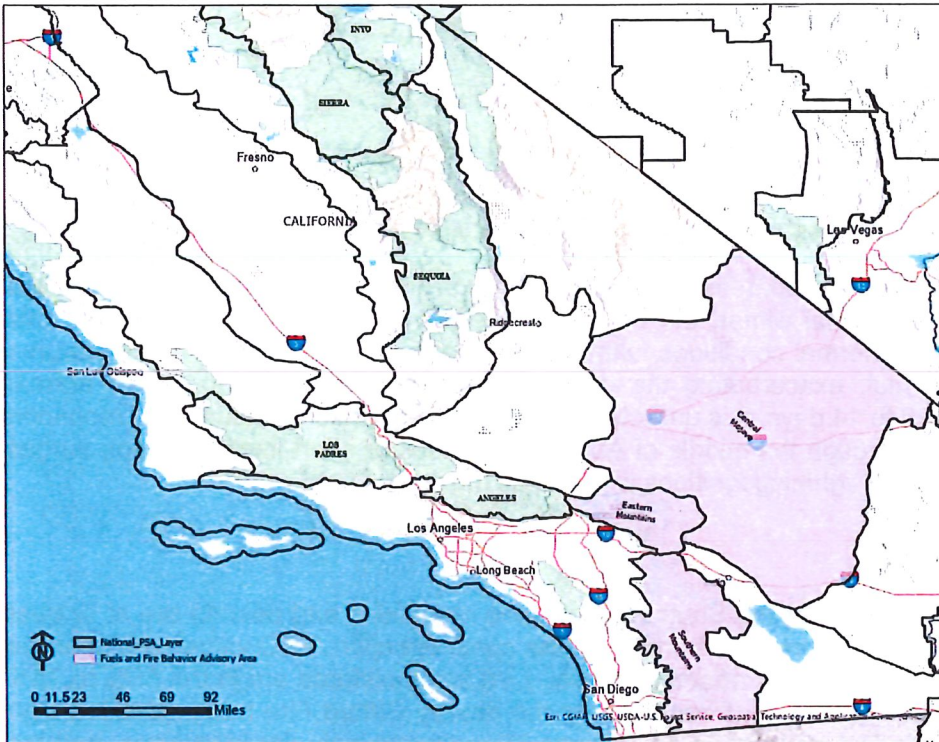 INYO
SIERRA
Fresno
CALIFORNIA
Las Vegas
15
SEQUOIA
5
San Luis Obispo
Central
Mojave
LOS
PADRES
ANGELES
Eastern
Mountains
Los Angeles
Long Beach
Southern
Mountains
San Diego
N
National_PSA_Layer
Fuels and Fire Behavior Advisory Area
0 11.523 46 69 92
Miles